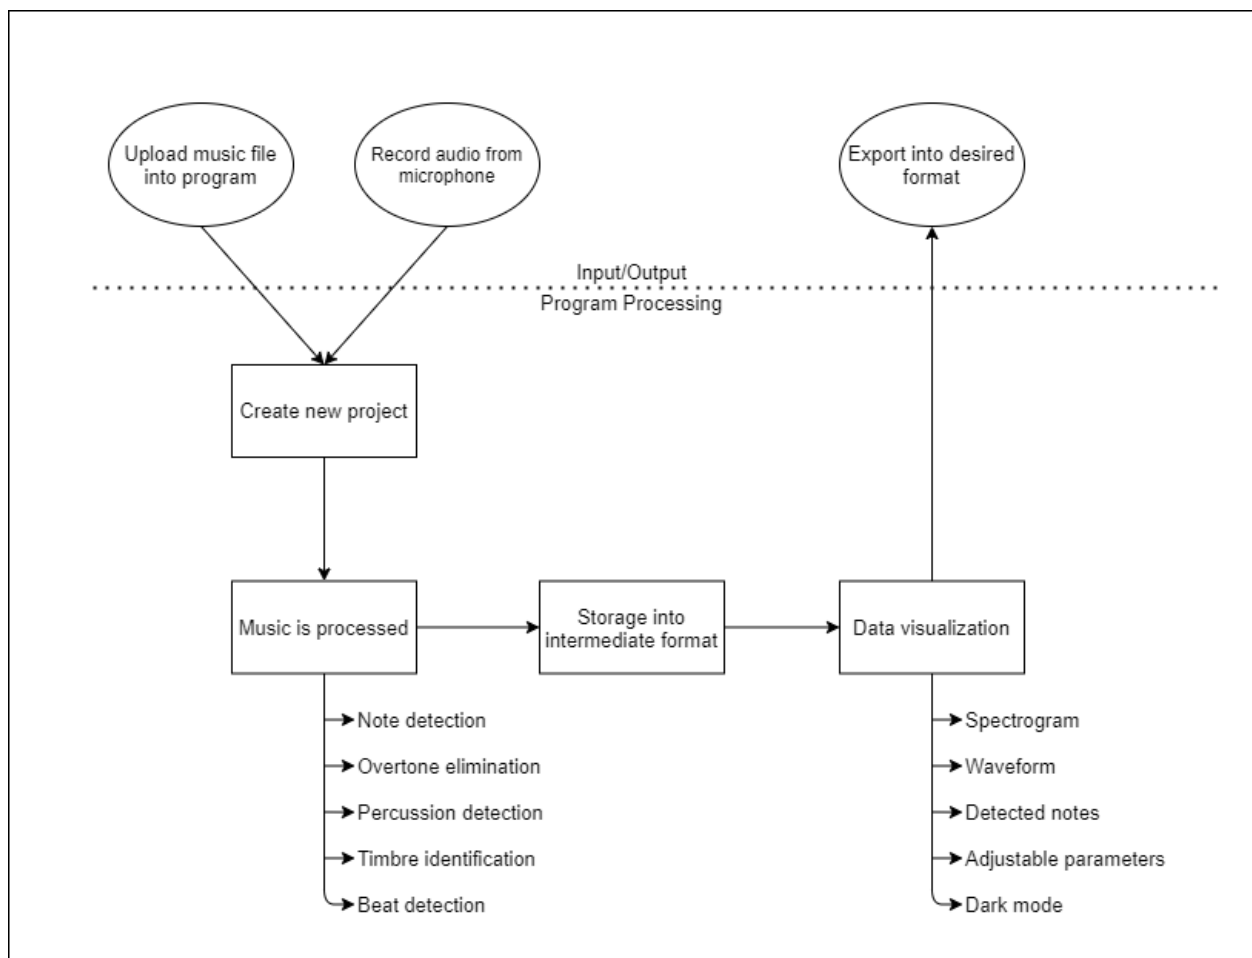 Upload music file
into program
Record audio from
microphone
Export into desired
format
Input/Output
Program Processing
Create new project
Music is processed
Storage into
intermediate format
Data visualization
Note detection
Overtone elimination
Percussion detection
Timbre identification
Beat detection
Spectrogram
Waveform
Detected notes
Adjustable parameters
Dark mode